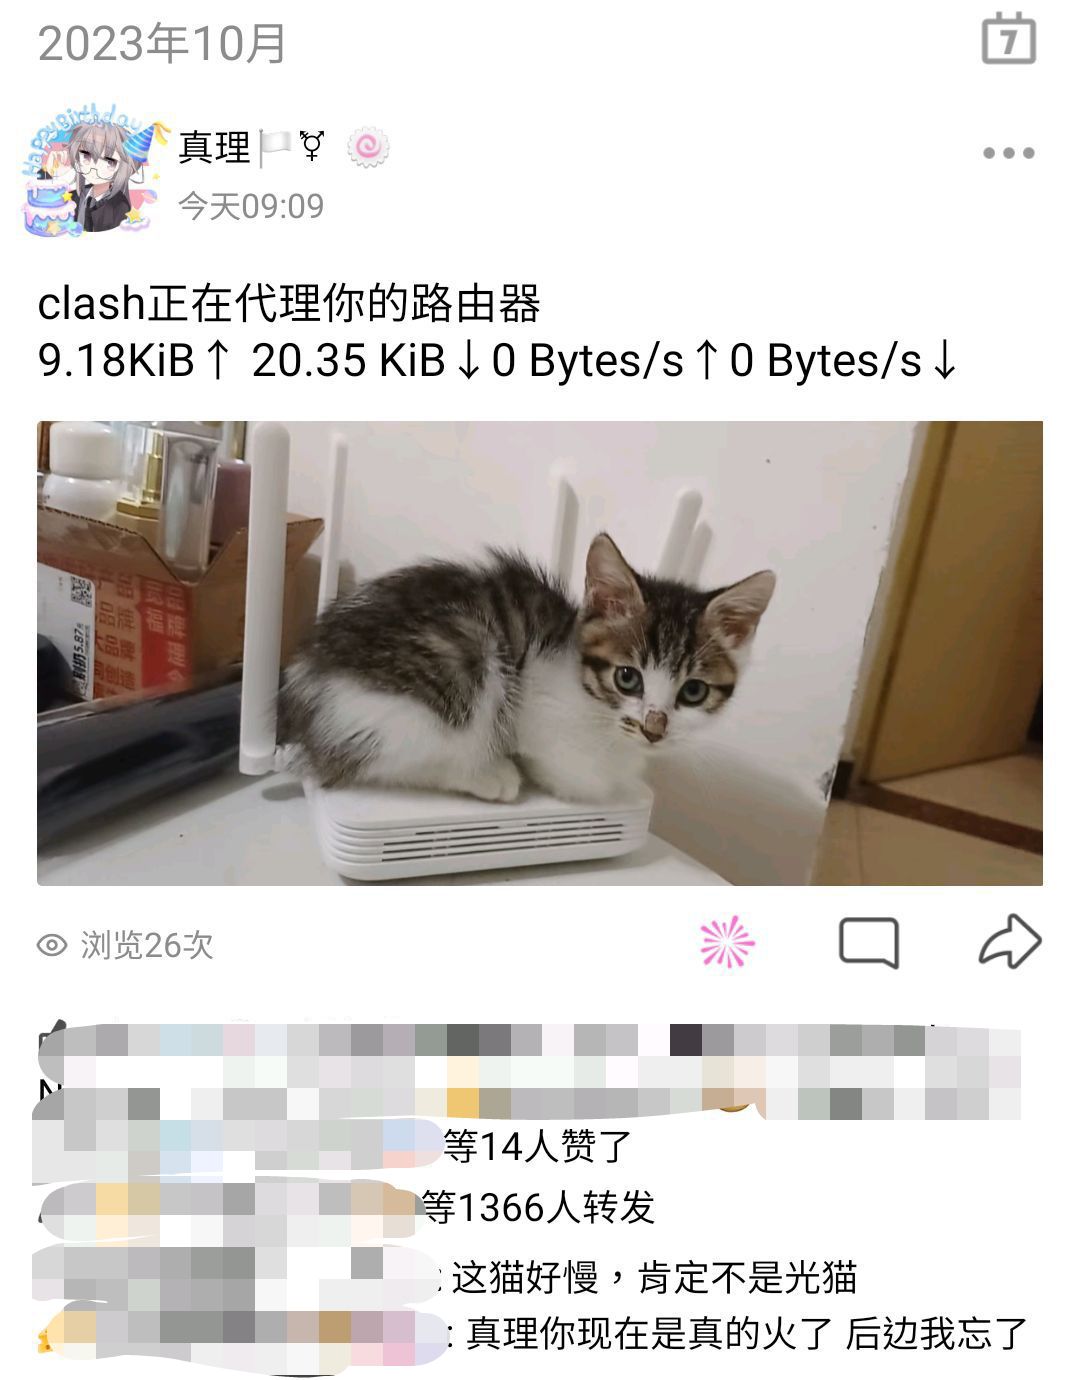 2023年10月
7
Happy Birthday
真理🏳️⚧
今天09:09
clash正在代理你的路由器
9.18KiB↑ 20.35 KiB↓0 Bytes/s↑0 Bytes/s↓
5.87
浏览26次
等14人赞了
等1366人转发
: 这猫好慢，肯定不是光猫
: 真理你现在是真的火了 后边我忘了